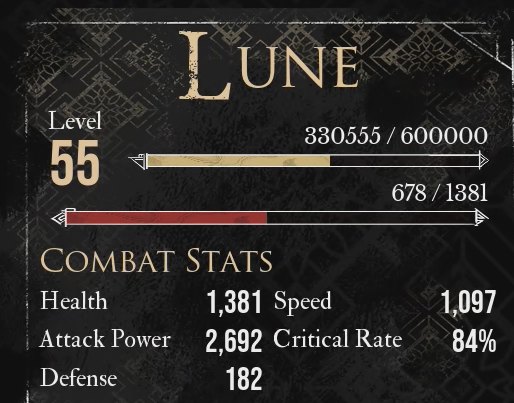 LUNE
Level
55
330555 / 600000
678 / 1381
COMBAT STATS
Health 1,381 Speed 1,097
Attack Power 2,692 Critical Rate 84%
Defense 182